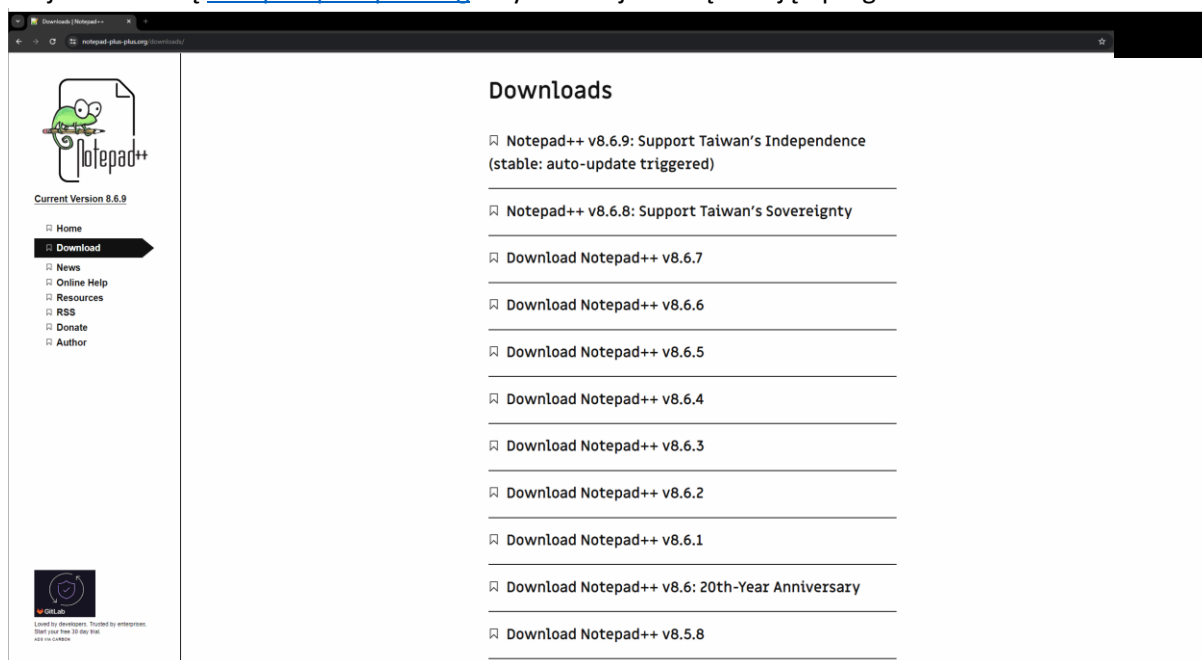 Downloads | Notepad++
notepad-plus-plus.org/downloads/
Notepad++
Current Version 8.6.9
Home
Download
News
Online Help
Resources
RSS
Donate
Author
GitLab
Loved by developers. Trusted by enterprises.
Start your free 30 day trial.
ADS VIA CARBON
Downloads
Notepad++ v8.6.9: Support Taiwan's Independence
(stable: auto-update triggered)
Notepad++ v8.6.8: Support Taiwan's Sovereignty
Download Notepad++ v8.6.7
Download Notepad++ v8.6.6
Download Notepad++ v8.6.5
Download Notepad++ v8.6.4
Download Notepad++ v8.6.3
Download Notepad++ v8.6.2
Download Notepad++ v8.6.1
Download Notepad++ v8.6: 20th-Year Anniversary
Download Notepad++ v8.5.8